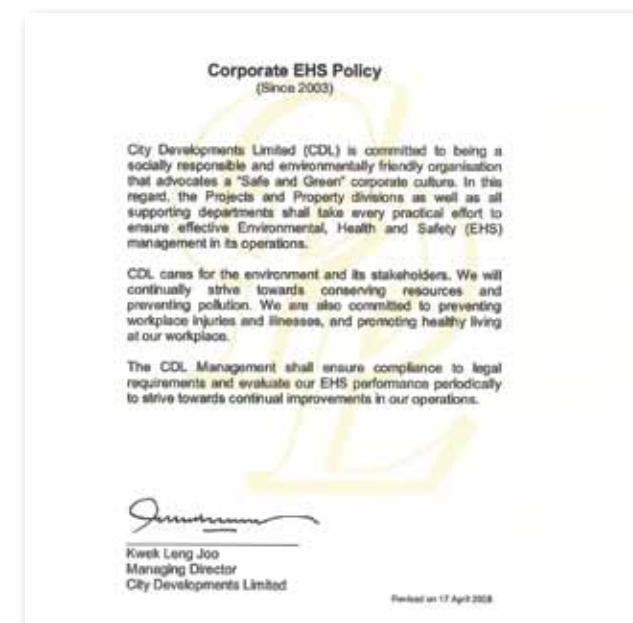 Corporate EHS Policy
(Since 2003)
City Developments Limited (CDL) is committed to being a
socially responsible and environmentally friendly organisation
that advocates a "Safe and Green" corporate culture. In this
regard, the Projects and Property divisions as well as all
supporting departments shall take every practical effort to
ensure effective Environmental, Health and Safety (EHS)
management in its operations.
CDL cares for the environment and its stakeholders. We will
continually strive towards conserving resources and
preventing pollution. We are also committed to preventing
workplace injuries and illnesses, and promoting healthy living
at our workplace.
The CDL Management shall ensure compliance to legal
requirements and evaluate our EHS performance periodically
to strive towards continual improvements in our operations.
Kwek Leng Joo
Managing Director
City Developments Limited
Revised on 17 April 2008